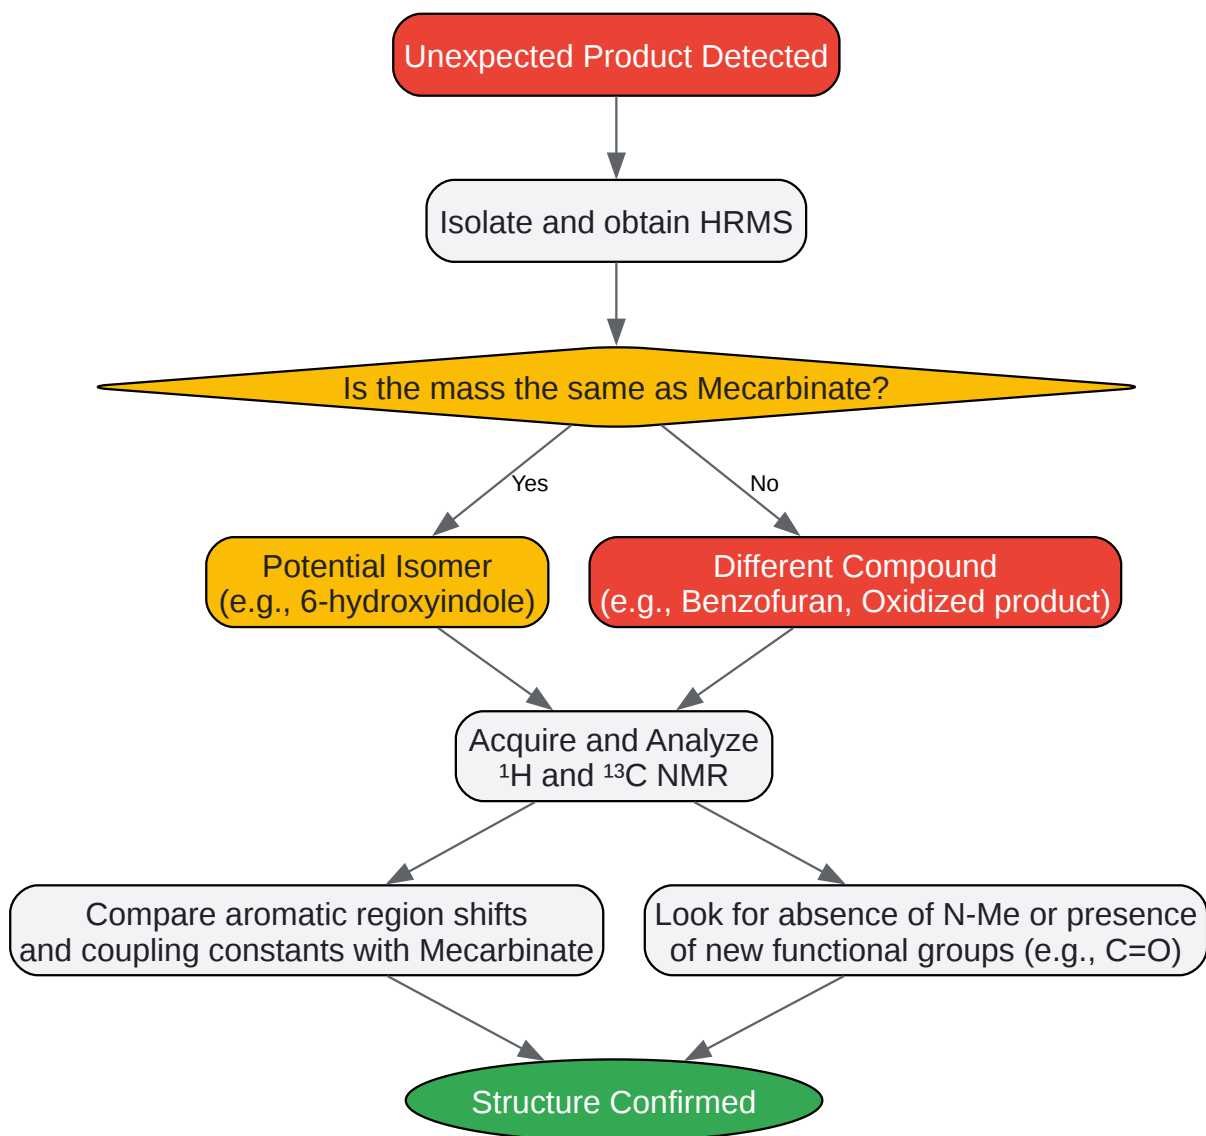 Unexpected Product Detected
Isolate and obtain HRMS
Is the mass the same as Mecarbinate?
Yes
No
Potential Isomer
(e.g., 6-hydroxyindole)
Different Compound
(e.g., Benzofuran, Oxidized product)
Acquire and Analyze
¹H and ¹³C NMR
Compare aromatic region shifts
and coupling constants with Mecarbinate
Look for absence of N-Me or presence
of new functional groups (e.g., C=O)
Structure Confirmed